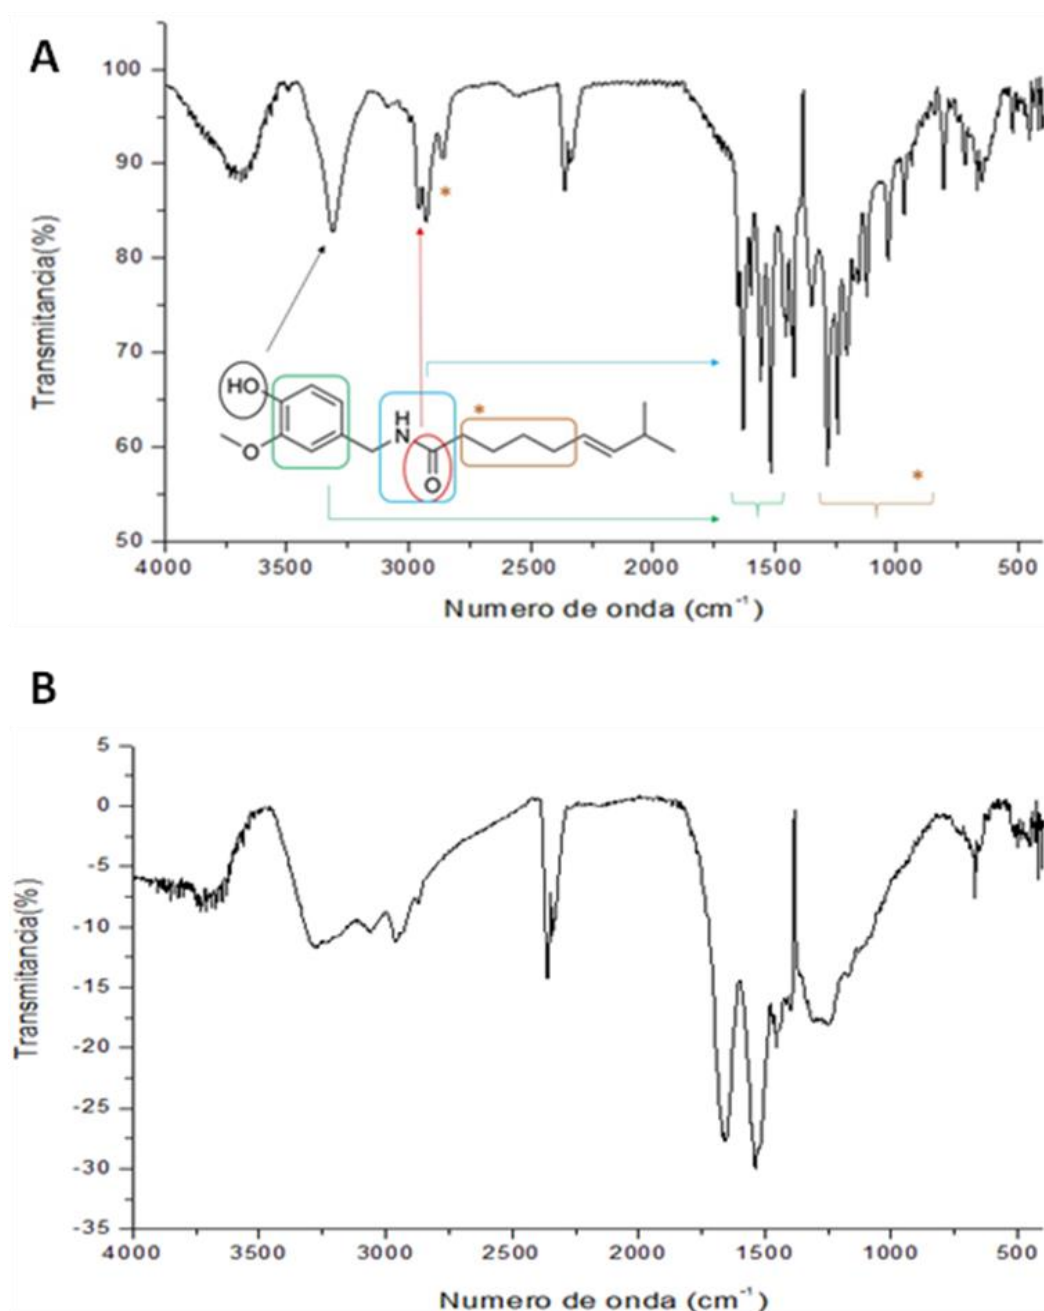 A
100
90
80
70
60
50
Transmitancia(%)
HO
O
H
N
O
*
*
*
4000 3500 3000 2500 2000 1500 1000 500
Numero de onda (cm⁻¹)
B
5
0
-5
-10
-15
-20
-25
-30
-35
Transmitancia(%)
4000 3500 3000 2500 2000 1500 1000 500
Numero de onda (cm⁻¹)